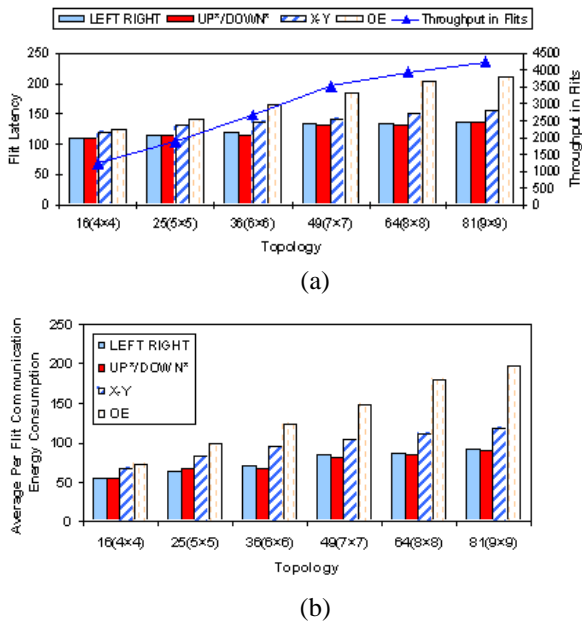 LEFT RIGHT UP*/DOWN* X-Y OE Throughput in Flits
250
200
150
100
50
0
Flit Latency
4500
4000
3500
3000
2500
2000
1500
1000
500
0
Throughput in Flits
16(4×4) 25(5×5) 36(6×6) 49(7×7) 64(8×8) 81(9×9)
Topology
(a)
250
200
150
100
50
0
Average Per Flit Communication
Energy Consumption
LEFT RIGHT
UP*/DOWN*
X-Y
OE
16(4×4) 25(5×5) 36(6×6) 49(7×7) 64(8×8) 81(9×9)
Topology
(b)